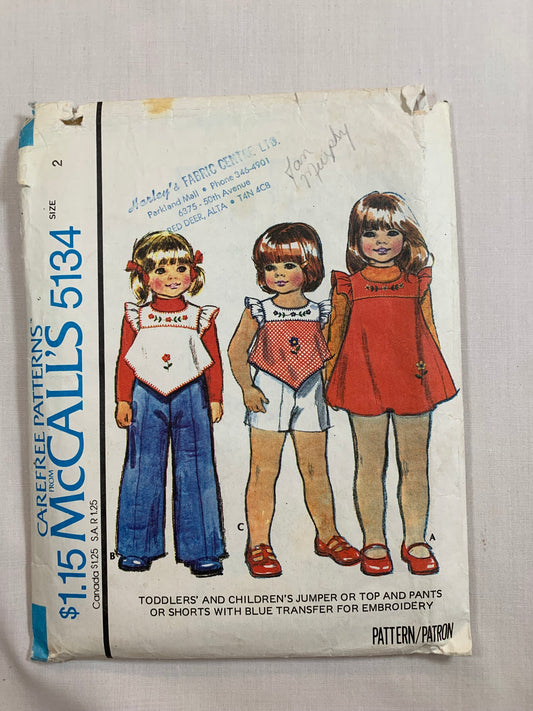 Harley's FABRIC CENTRE LTD.
Parkland Mall • Phone 346-4901
6375 - 50th Avenue
RED DEER, ALTA • T4N 4C8
Jan
Murphy
SIZE 2
CAREFREE PATTERNS FROM
McCALL'S 5134
$1.15 Canada $1.25 S.A. R 1.25
B
C
A
TODDLERS' AND CHILDREN'S JUMPER OR TOP AND PANTS
OR SHORTS WITH BLUE TRANSFER FOR EMBROIDERY
PATTERN/PATRON